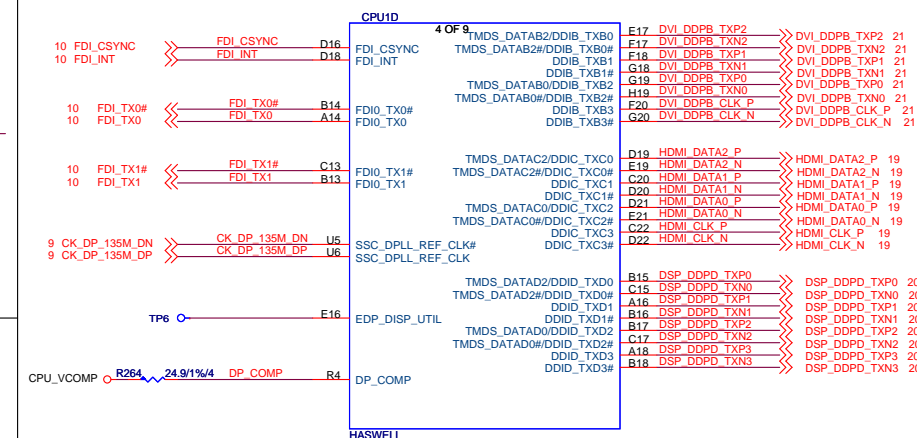 CPU1D
4 OF 9
10 FDI_CSYNC FDI_CSYNC D16 FDI_CSYNC
10 FDI_INT FDI_INT D18 FDI_INT
10 FDI_TX0# FDI_TX0# B14 FDI0_TX0#
10 FDI_TX0 FDI_TX0 A14 FDI0_TX0
10 FDI_TX1# FDI_TX1# C13 FDI0_TX1#
10 FDI_TX1 FDI_TX1 B13 FDI0_TX1
9 CK_DP_135M_DN CK_DP_135M_DN U5 SSC_DPLL_REF_CLK#
9 CK_DP_135M_DP CK_DP_135M_DP U6 SSC_DPLL_REF_CLK
TP6 E16 EDP_DISP_UTIL
CPU_VCOMP R264 24.9/1%/4 DP_COMP R4 DP_COMP
TMDS_DATAB2/DDIB_TXB0 E17 DVI_DDPB_TXP2 DVI_DDPB_TXP2 21
TMDS_DATAB2#/DDIB_TXB0# F17 DVI_DDPB_TXN2 DVI_DDPB_TXN2 21
DDIB_TXB1 F18 DVI_DDPB_TXP1 DVI_DDPB_TXP1 21
DDIB_TXB1# G18 DVI_DDPB_TXN1 DVI_DDPB_TXN1 21
TMDS_DATAB0/DDIB_TXB2 G19 DVI_DDPB_TXP0 DVI_DDPB_TXP0 21
TMDS_DATAB0#/DDIB_TXB2# H19 DVI_DDPB_TXN0 DVI_DDPB_TXN0 21
DDIB_TXB3 F20 DVI_DDPB_CLK_P DVI_DDPB_CLK_P 21
DDIB_TXB3# G20 DVI_DDPB_CLK_N DVI_DDPB_CLK_N 21
TMDS_DATAC2/DDIC_TXC0 D19 HDMI_DATA2_P HDMI_DATA2_P 19
TMDS_DATAC2#/DDIC_TXC0# E19 HDMI_DATA2_N HDMI_DATA2_N 19
DDIC_TXC1 C20 HDMI_DATA1_P HDMI_DATA1_P 19
DDIC_TXC1# D20 HDMI_DATA1_N HDMI_DATA1_N 19
TMDS_DATAC0/DDIC_TXC2 D21 HDMI_DATA0_P HDMI_DATA0_P 19
TMDS_DATAC0#/DDIC_TXC2# E21 HDMI_DATA0_N HDMI_DATA0_N 19
DDIC_TXC3 C22 HDMI_CLK_P HDMI_CLK_P 19
DDIC_TXC3# D22 HDMI_CLK_N HDMI_CLK_N 19
TMDS_DATAD2/DDID_TXD0 B15 DSP_DDPD_TXP0 DSP_DDPD_TXP0 20
TMDS_DATAD2#/DDID_TXD0# C15 DSP_DDPD_TXN0 DSP_DDPD_TXN0 20
DDID_TXD1 A16 DSP_DDPD_TXP1 DSP_DDPD_TXP1 20
DDID_TXD1# B16 DSP_DDPD_TXN1 DSP_DDPD_TXN1 20
TMDS_DATAD0/DDID_TXD2 B17 DSP_DDPD_TXP2 DSP_DDPD_TXP2 20
TMDS_DATAD0#/DDID_TXD2# C17 DSP_DDPD_TXN2 DSP_DDPD_TXN2 20
DDID_TXD3 A18 DSP_DDPD_TXP3 DSP_DDPD_TXP3 20
DDID_TXD3# B18 DSP_DDPD_TXN3 DSP_DDPD_TXN3 20
HASWELL